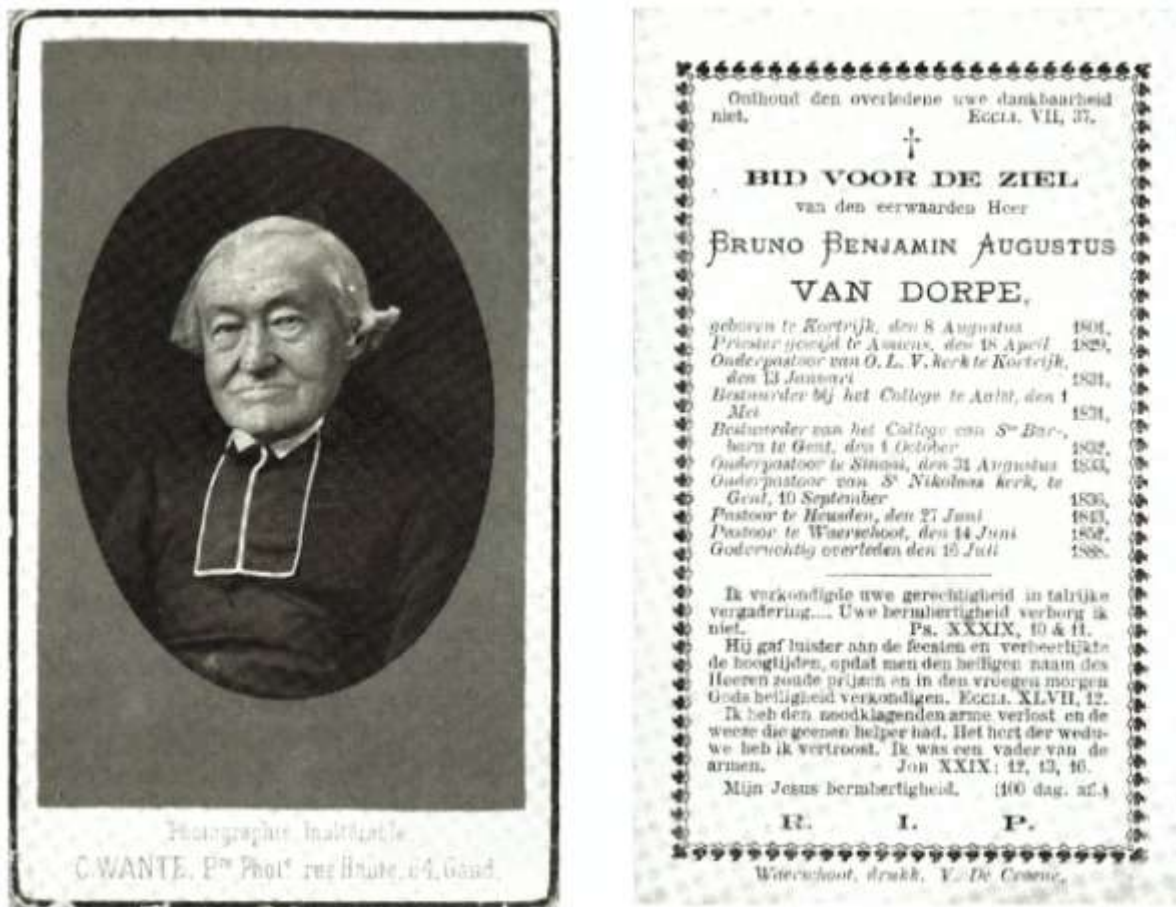 Photographie Inaltérable
C. WANTE, Pre Phot. rue Haute, 64, Gand.
Onthoud den overledene uwe dankbaarheid
niet. ECCLI. VII, 37.
†
BID VOOR DE ZIEL
van den eerwaarden Heer
BRUNO BENJAMIN AUGUSTUS
VAN DORPE,
geboren te Kortrijk, den 8 Augustus 1801,
Priester gewijd te Amiens, den 18 April 1829,
Onderpastoor van O. L. V. kerk te Kortrijk,
den 13 Januari 1831,
Bestuurder bij het College te Aalst, den 1
Mei 1831,
Bestuurder van het College van Ste Bar-
bara te Gent, den 1 October 1832,
Onderpastoor te Sinaai, den 31 Augustus 1833,
Onderpastoor van St Nikolaas kerk, te
Gent, 10 September 1836,
Pastoor te Heusden, den 27 Juni 1843,
Pastoor te Waerschoot, den 14 Juni 1852,
Godvruchtig overleden den 16 Juli 1888.
Ik verkondigde uwe gerechtigheid in talrijke
vergadering.... Uwe bermhertigheid verborg ik
niet. Ps. XXXIX, 10 & 11.
Hij gaf luister aan de feesten en verheerlijkte
de hoogtijden, opdat men den heiligen naam des
Heeren zoude prijzen en in den vroegen morgen
Gods heiligheid verkondigen. ECCLI. XLVII, 12.
Ik heb den noodklagenden arme verlost en de
weeze die geenen helper had. Het hert der wedu-
we heb ik vertroost. Ik was een vader van de
armen. JOB XXIX; 12, 13, 16.
Mijn Jesus bermhertigheid. (100 dag. afl.)
R. I. P.
Waerschoot, drukk. V. De